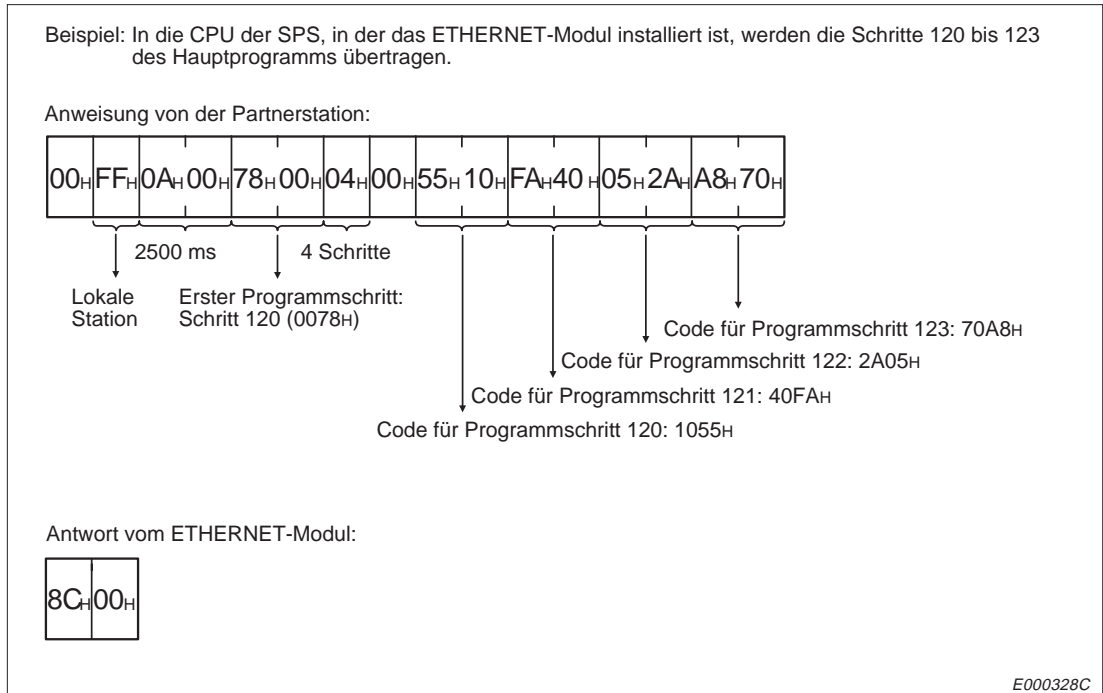 Beispiel: In die CPU der SPS, in der das ETHERNET-Modul installiert ist, werden die Schritte 120 bis 123
des Hauptprogramms übertragen.
Anweisung von der Partnerstation:
00H FFH 0AH 00H 78H 00H 04H 00H 55H 10H FAH 40H 05H 2AH A8H 70H
2500 ms 4 Schritte
Lokale
Station
Erster Programmschritt:
Schritt 120 (0078H)
Code für Programmschritt 123: 70A8H
Code für Programmschritt 122: 2A05H
Code für Programmschritt 121: 40FAH
Code für Programmschritt 120: 1055H
Antwort vom ETHERNET-Modul:
8CH 00H
E000328C